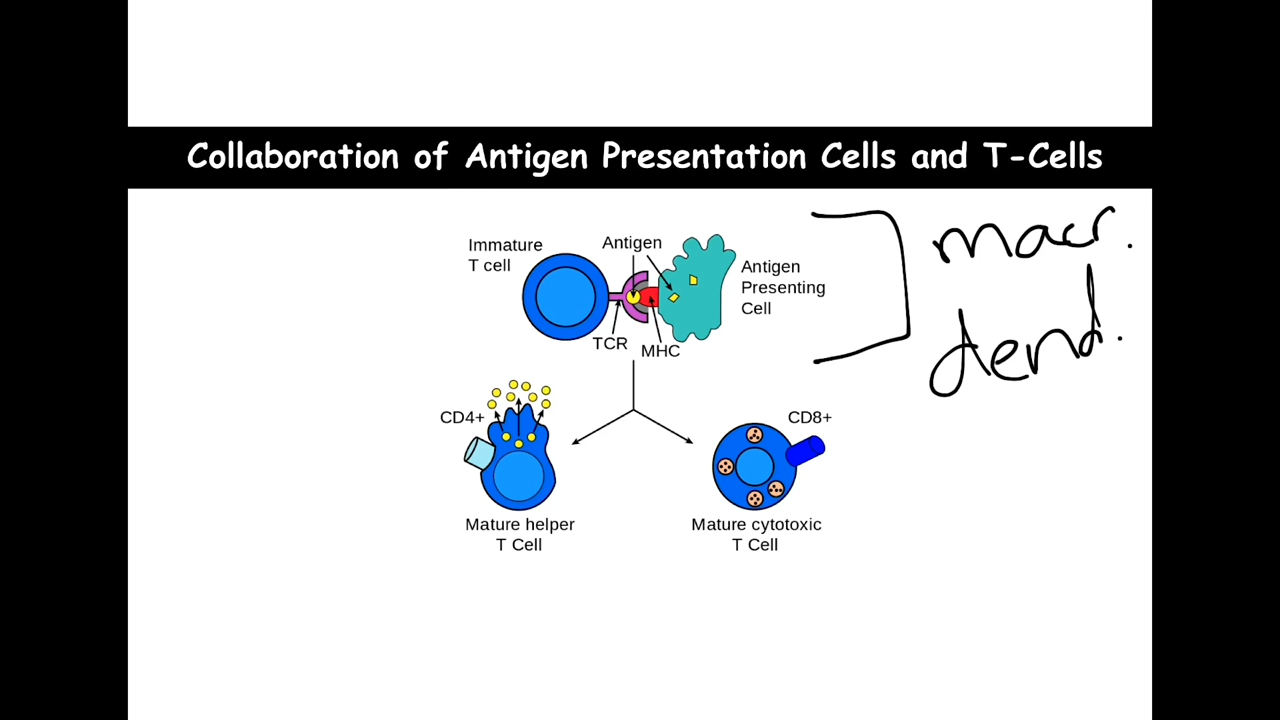 Collaboration of Antigen Presentation Cells and T-Cells
Immature
T cell
Antigen
Antigen
Presenting
Cell
macr.
dend.
TCR
MHC
CD4+
CD8+
Mature helper
T Cell
Mature cytotoxic
T Cell